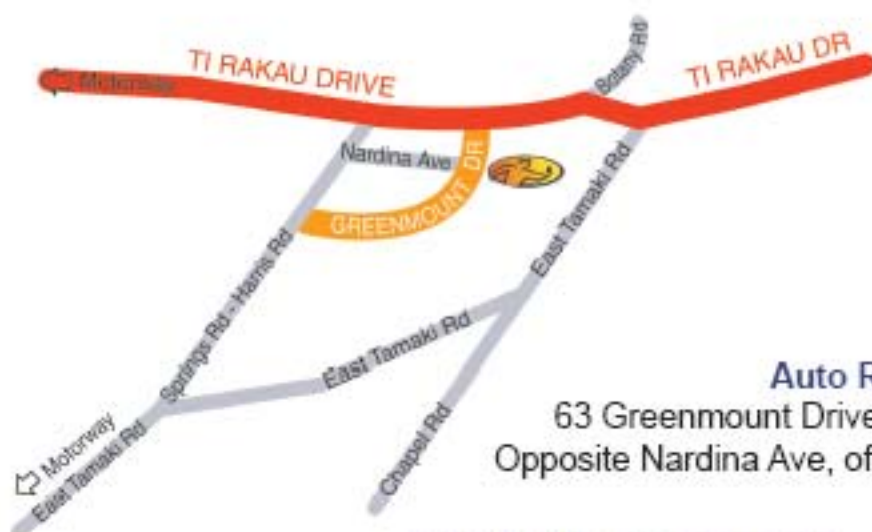 TI RAKAU DRIVE
Motorway
Botany Rd
TI RAKAU DR
Nardina Ave
GREENMOUNT DR
East Tamaki Rd
Springs Rd - Harris Rd
East Tamaki Rd
Chapel Rd
Motorway
East Tamaki Rd
Auto R
63 Greenmount Drive
Opposite Nardina Ave, of